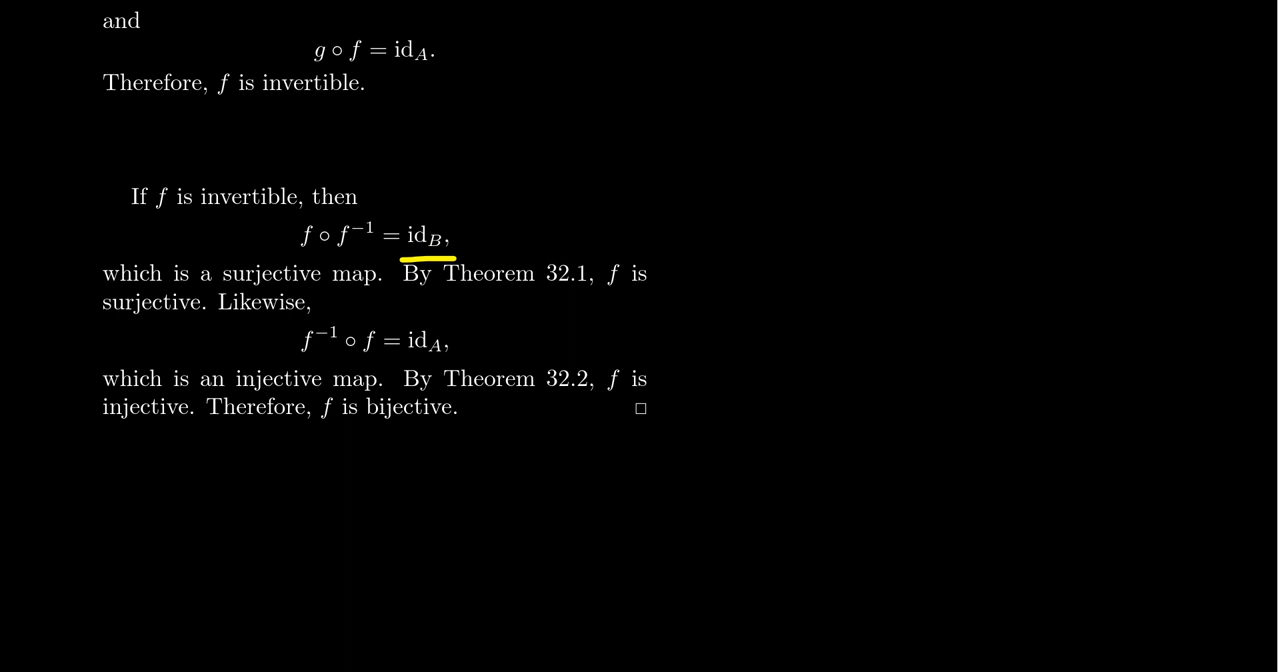 and
g ∘ f = id_A.
Therefore, f is invertible.
If f is invertible, then
f ∘ f⁻¹ = id_B,
which is a surjective map. By Theorem 32.1, f is
surjective. Likewise,
f⁻¹ ∘ f = id_A,
which is an injective map. By Theorem 32.2, f is
injective. Therefore, f is bijective. □